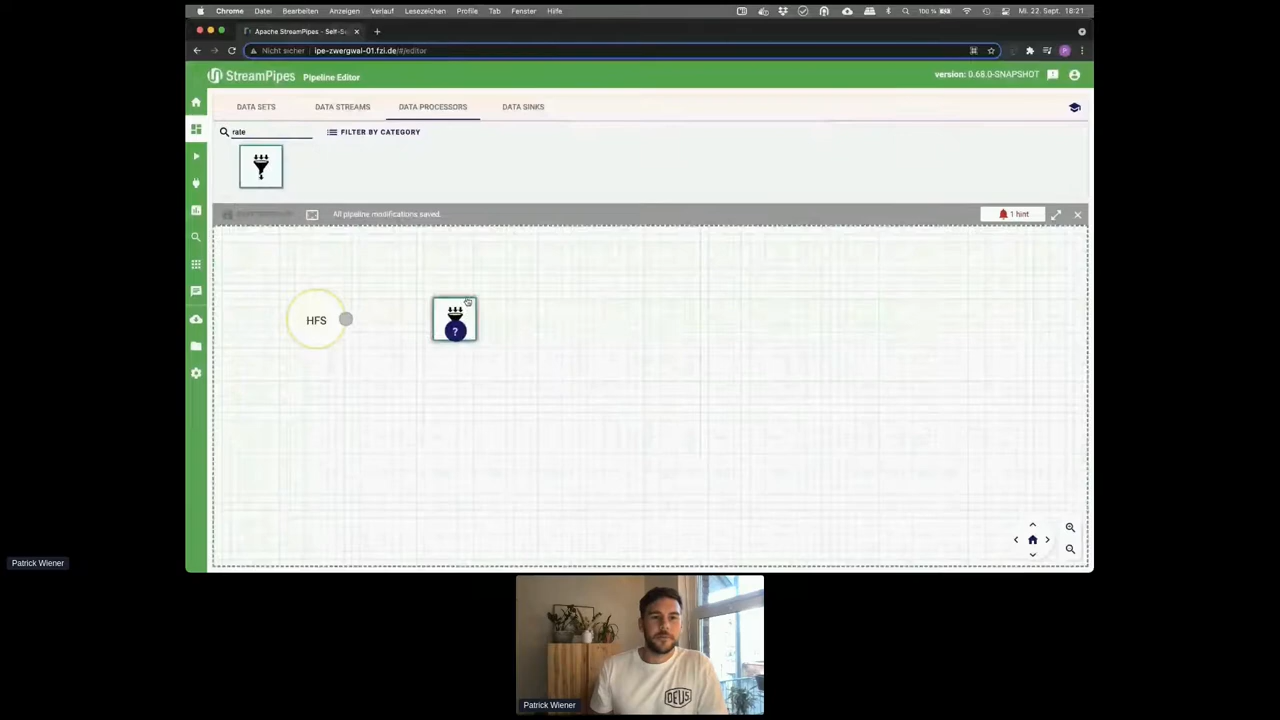 Chrome Datei Bearbeiten Anzeigen Verlauf Lesezeichen Profile Tab Fenster Hilfe 100 % Mi. 22. Sept. 18:21
Apache StreamPipes - Self-Se
Nicht sicher ipe-zwergwal-01.fzi.de/#/editor P
StreamPipes Pipeline Editor version: 0.68.0-SNAPSHOT
DATA SETS DATA STREAMS DATA PROCESSORS DATA SINKS
rate FILTER BY CATEGORY
All pipeline modifications saved. 1 hint
HFS
?
Patrick Wiener
DEUS
Patrick Wiener